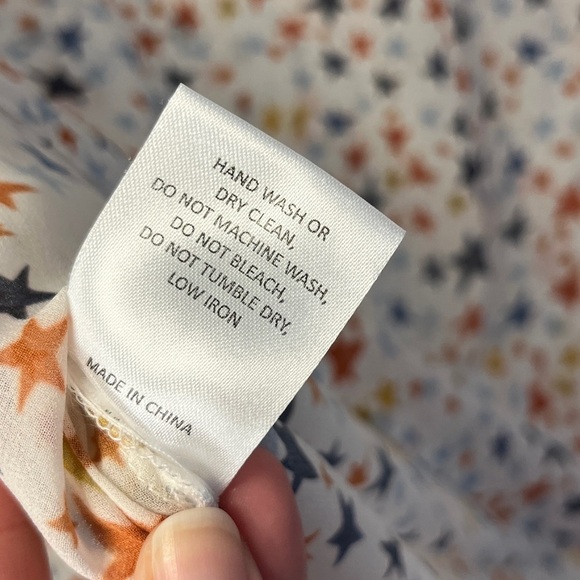 HAND WASH OR
DRY CLEAN,
DO NOT MACHINE WASH,
DO NOT BLEACH,
DO NOT TUMBLE DRY,
LOW IRON
MADE IN CHINA